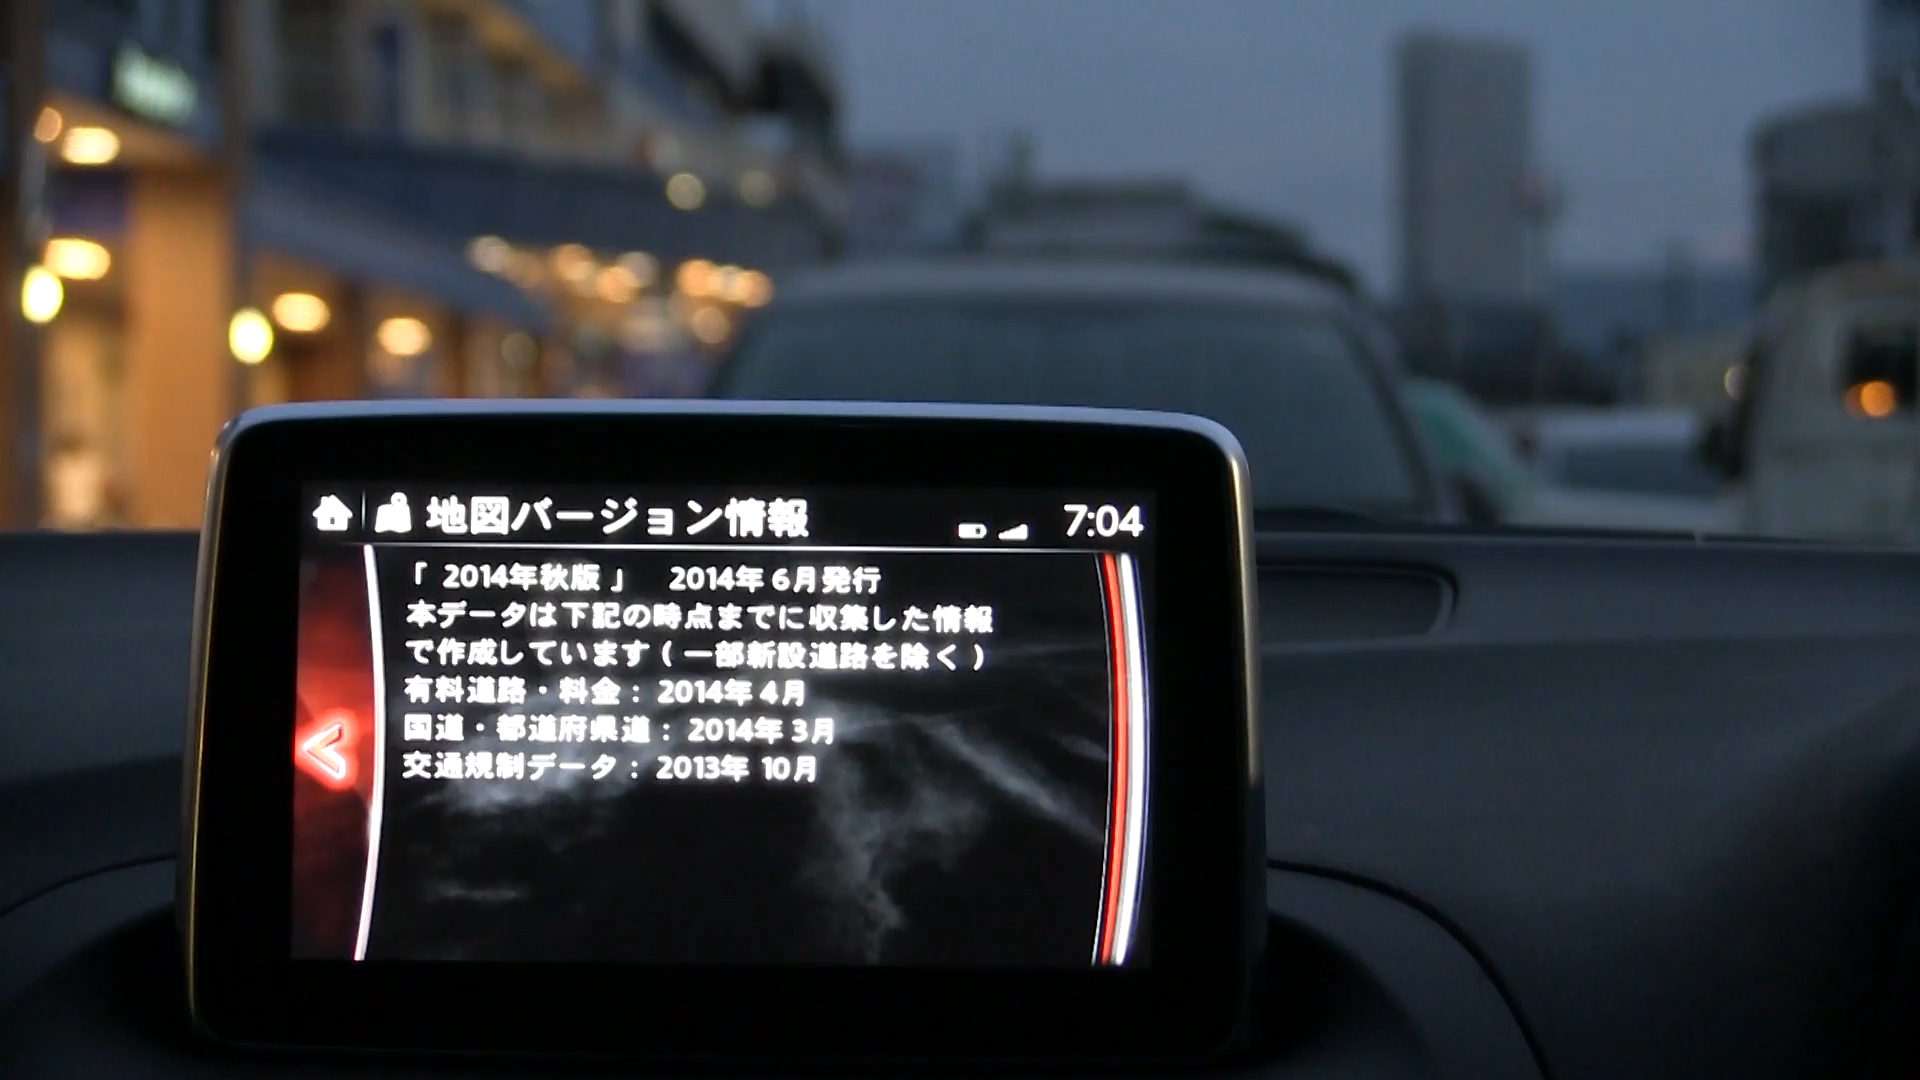 地図バージョン情報 7:04
「 2014年秋版 」 2014年 6月発行
本データは下記の時点までに収集した情報
で作成しています ( 一部新設道路を除く )
有料道路・料金 : 2014年 4月
国道・都道府県道 : 2014年 3月
交通規制データ : 2013年 10月